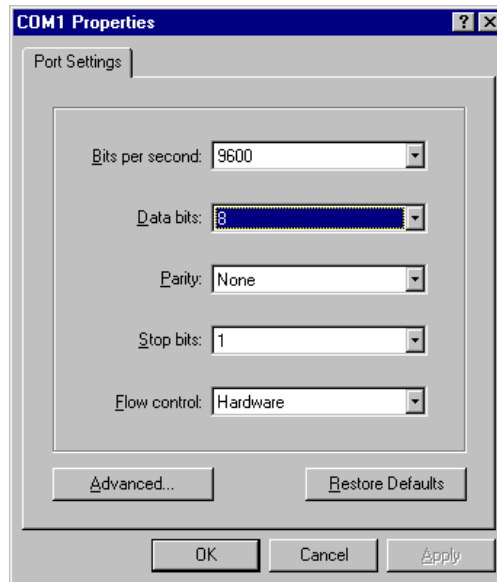 COM1 Properties
Port Settings
Bits per second: 9600
Data bits: 8
Parity: None
Stop bits: 1
Flow control: Hardware
Advanced... Restore Defaults
OK Cancel Apply